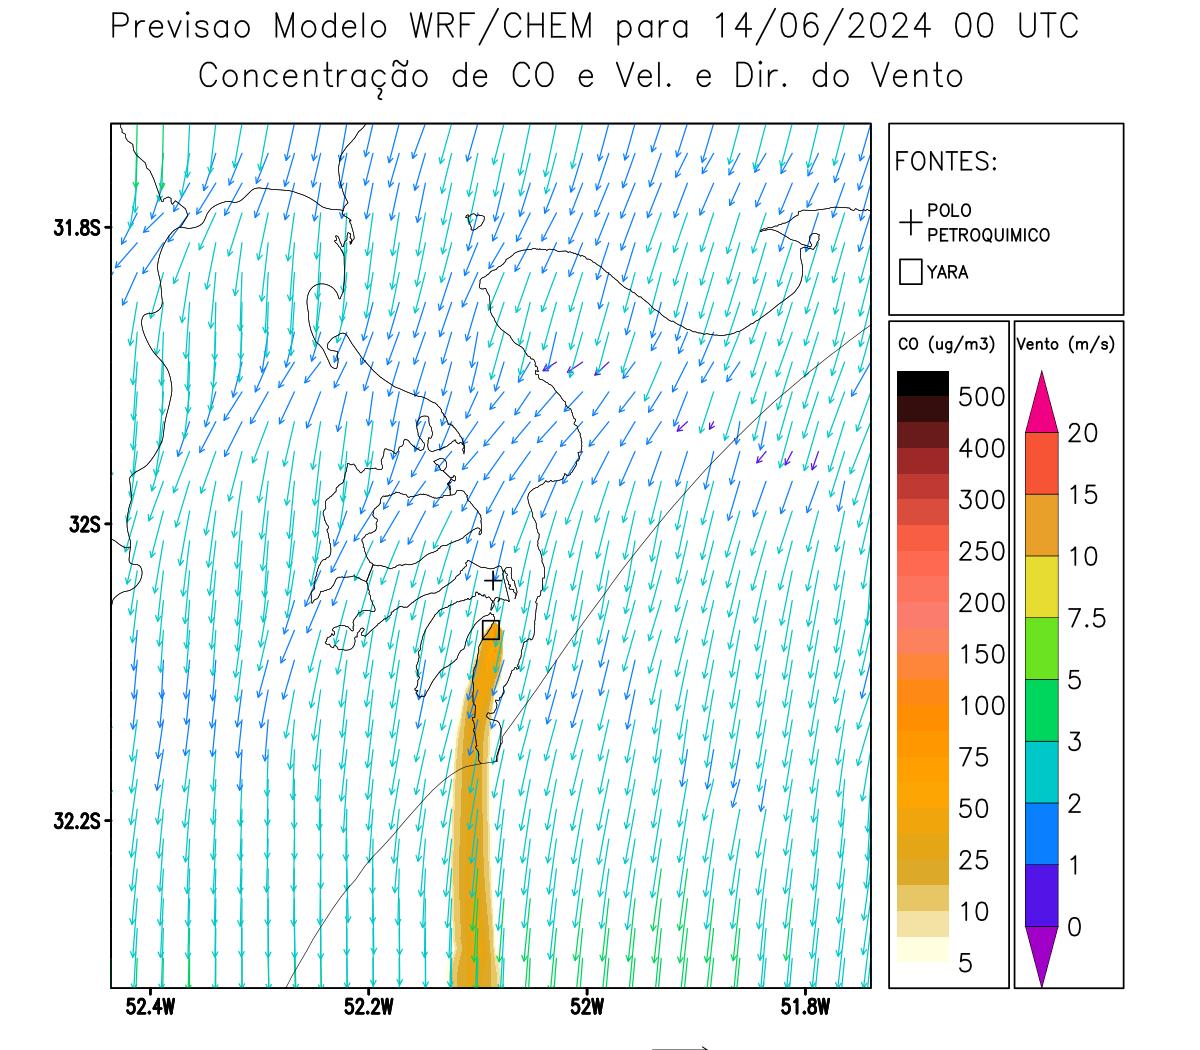 Previsao Modelo WRF/CHEM para 14/06/2024 00 UTC
Concentração de CO e Vel. e Dir. do Vento
FONTES:
POLO
PETROQUIMICO
YARA
31.8S
32S
32.2S
52.4W
52.2W
52W
51.8W
CO (ug/m3)
500
400
300
250
200
150
100
75
50
25
10
5
Vento (m/s)
20
15
10
7.5
5
3
2
1
0